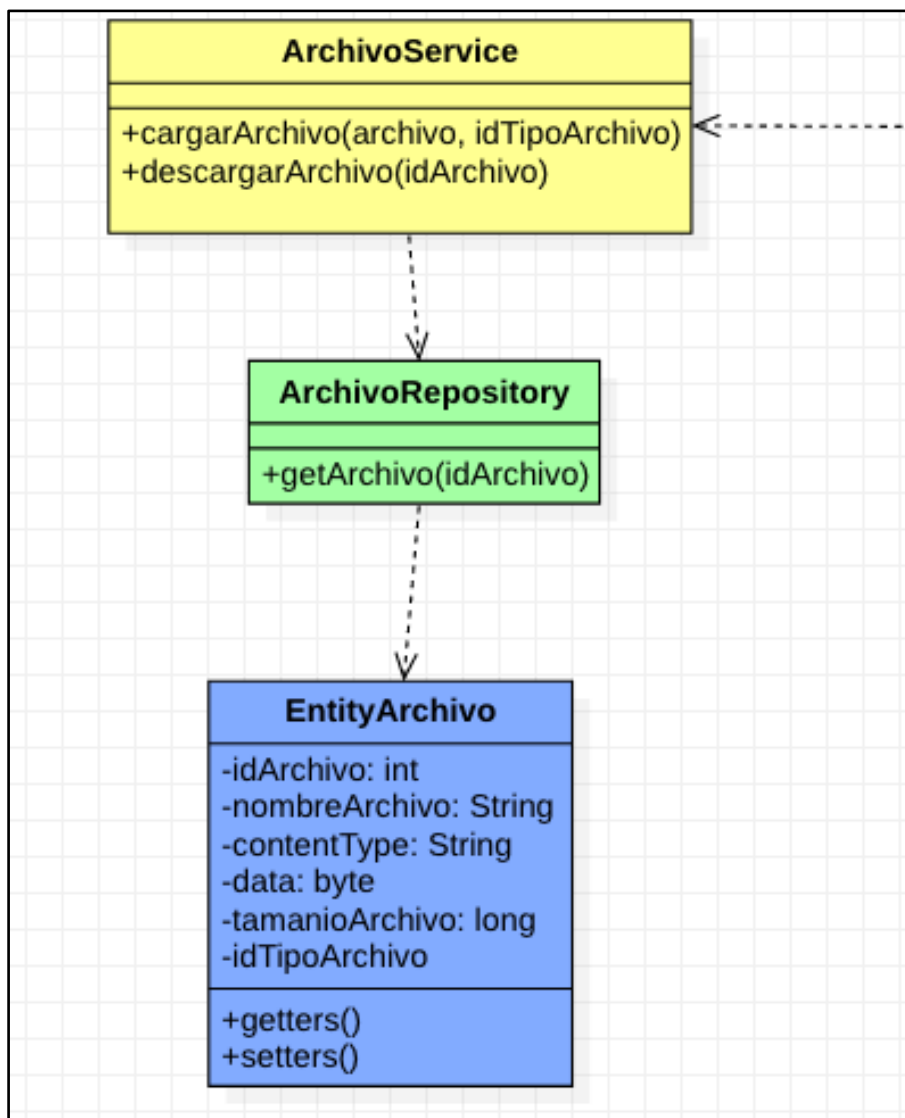 ArchivoService
+cargarArchivo(archivo, idTipoArchivo)
+descargarArchivo(idArchivo)
ArchivoRepository
+getArchivo(idArchivo)
EntityArchivo
-idArchivo: int
-nombreArchivo: String
-contentType: String
-data: byte
-tamanioArchivo: long
-idTipoArchivo
+getters()
+setters()